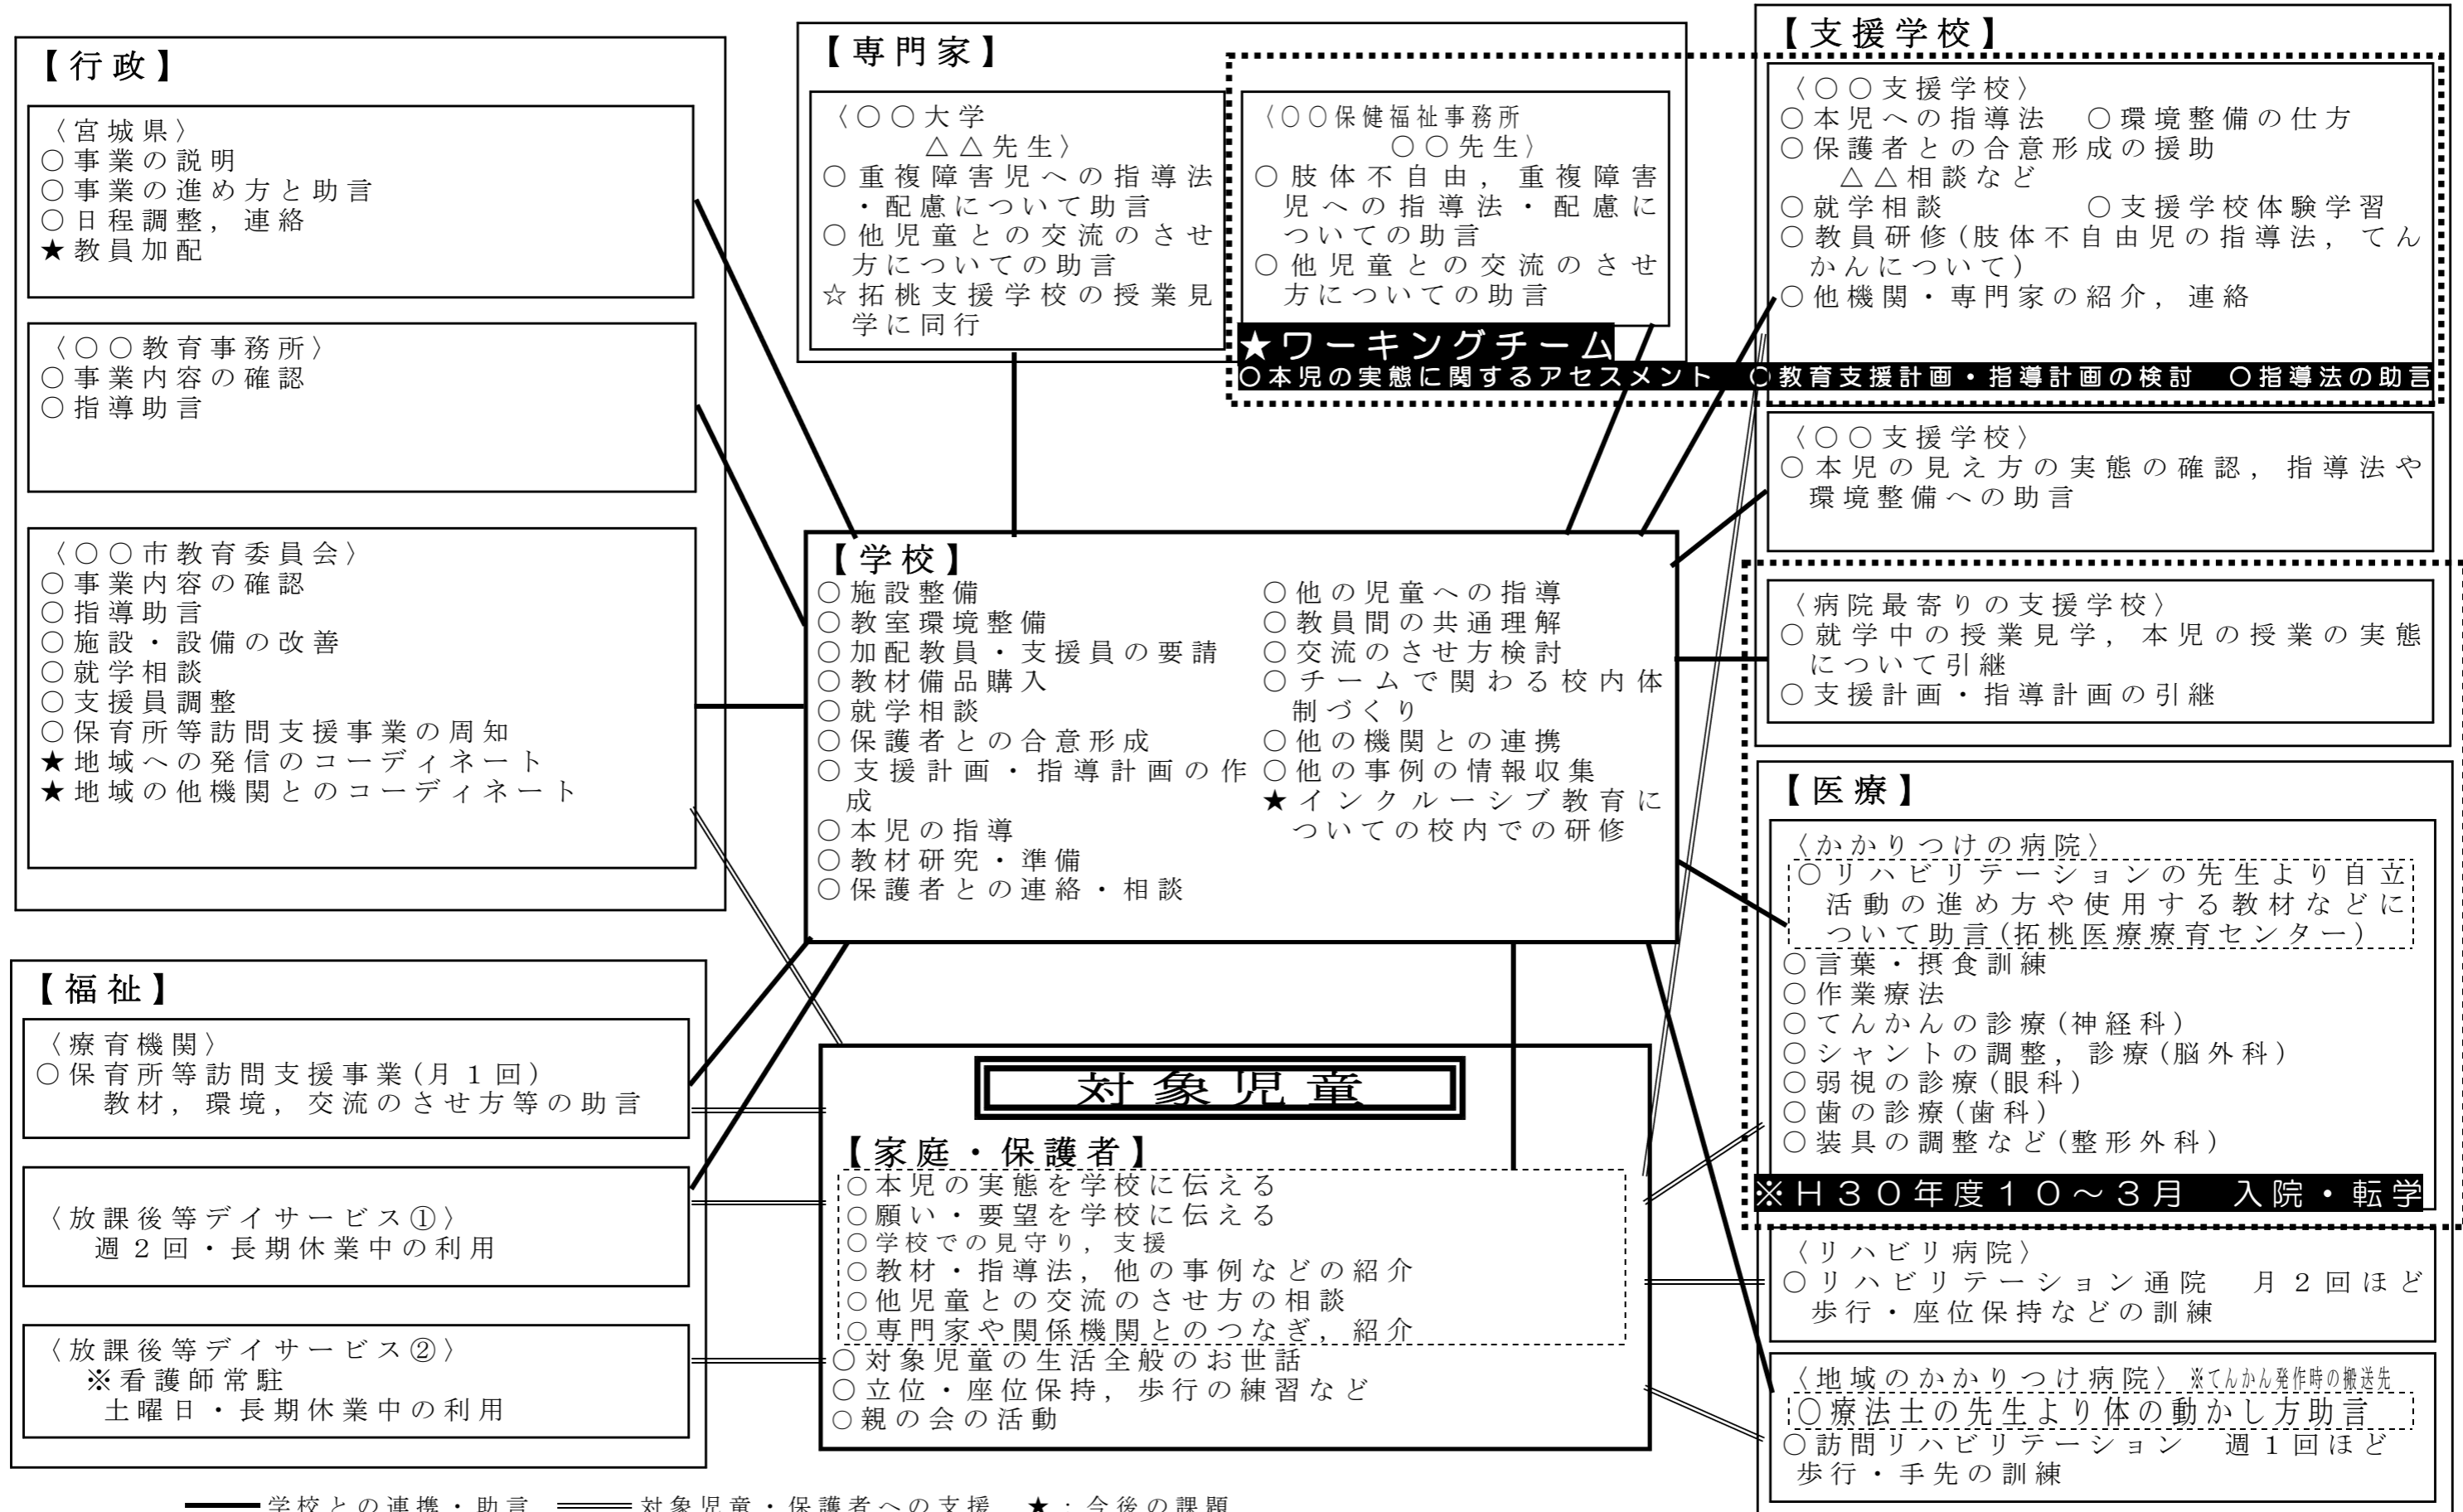 【行政】
〈宮城県〉
○事業の説明
○事業の進め方と助言
○日程調整，連絡
★教員加配
〈○○教育事務所〉
○事業内容の確認
○指導助言
〈○○市教育委員会〉
○事業内容の確認
○指導助言
○施設・設備の改善
○就学相談
○支援員調整
○保育所等訪問支援事業の周知
★地域への発信のコーディネート
★地域の他機関とのコーディネート
【専門家】
〈○○大学
△△先生〉
○重複障害児への指導法
・配慮について助言
○他児童との交流のさせ
方についての助言
☆拓桃支援学校の授業見
学に同行
〈○○保健福祉事務所
○○先生〉
○肢体不自由，重複障害
児への指導法・配慮に
ついての助言
○他児童との交流のさせ
方についての助言
★ワーキングチーム
○本児の実態に関するアセスメント　○教育支援計画・指導計画の検討　○指導法の助言
【支援学校】
〈○○支援学校〉
○本児への指導法　○環境整備の仕方
○保護者との合意形成の援助
△△相談など
○就学相談　　○支援学校体験学習
○教員研修(肢体不自由児の指導法，てん
かんについて)
○他機関・専門家の紹介，連絡
〈○○支援学校〉
○本児の見え方の実態の確認，指導法や
環境整備への助言
〈病院最寄りの支援学校〉
○就学中の授業見学，本児の授業の実態
について引継
○支援計画・指導計画の引継
【学校】
○施設整備
○教室環境整備
○加配教員・支援員の要請
○教材備品購入
○就学相談
○保護者との合意形成
○支援計画・指導計画の作
成
○本児の指導
○教材研究・準備
○保護者との連絡・相談
○他の児童への指導
○教員間の共通理解
○交流のさせ方検討
○チームで関わる校内体
制づくり
○他の機関との連携
○他の事例の情報収集
★インクルーシブ教育に
ついての校内での研修
【医療】
〈かかりつけの病院〉
○リハビリテーションの先生より自立
活動の進め方や使用する教材などに
ついて助言(拓桃医療療育センター)
○言葉・摂食訓練
○作業療法
○てんかんの診療(神経科)
○シャントの調整，診療(脳外科)
○弱視の診療(眼科)
○歯の診療(歯科)
○装具の調整など(整形外科)
※Ｈ３０年度１０～３月　入院・転学
〈リハビリ病院〉
○リハビリテーション通院　月２回ほど
歩行・座位保持などの訓練
〈地域のかかりつけ病院〉※てんかん発作時の搬送先
○療法士の先生より体の動かし方助言
○訪問リハビリテーション　週１回ほど
歩行・手先の訓練
【福祉】
〈療育機関〉
○保育所等訪問支援事業(月１回)
教材，環境，交流のさせ方等の助言
〈放課後等デイサービス①〉
週２回・長期休業中の利用
〈放課後等デイサービス②〉
※看護師常駐
土曜日・長期休業中の利用
対象児童
【家庭・保護者】
○本児の実態を学校に伝える
○願い・要望を学校に伝える
○学校での見守り，支援
○教材・指導法，他の事例などの紹介
○他児童との交流のさせ方の相談
○専門家や関係機関とのつなぎ，紹介
○対象児童の生活全般のお世話
○立位・座位保持，歩行の練習など
○親の会の活動
学校との連携・助言　対象児童・保護者への支援　★：今後の課題